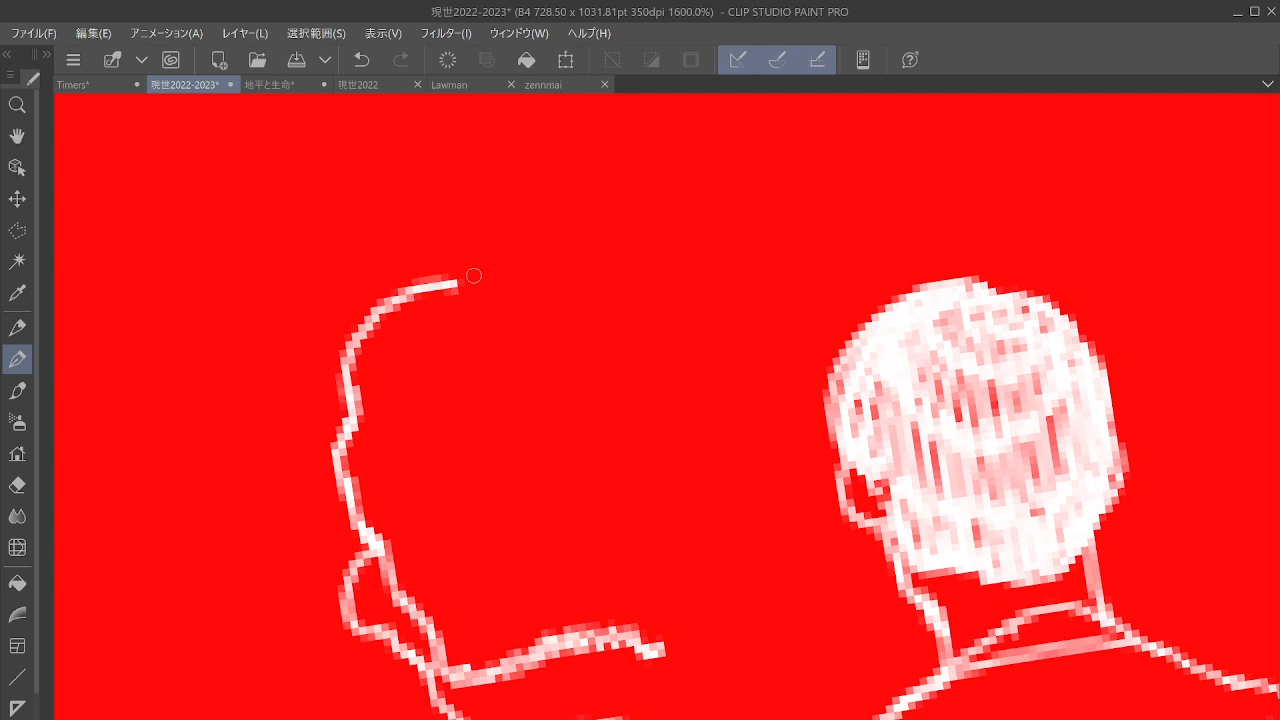 現世2022-2023* (B4 728.50 x 1031.81pt 350dpi 1600.0%)  - CLIP STUDIO PAINT PRO
ファイル(F) 編集(E) アニメーション(A) レイヤー(L) 選択範囲(S) 表示(V) フィルター(I) ウィンドウ(W) ヘルプ(H)
Timers* 現世2022-2023* 地平と生命* 現世2022 Lawman zennmai